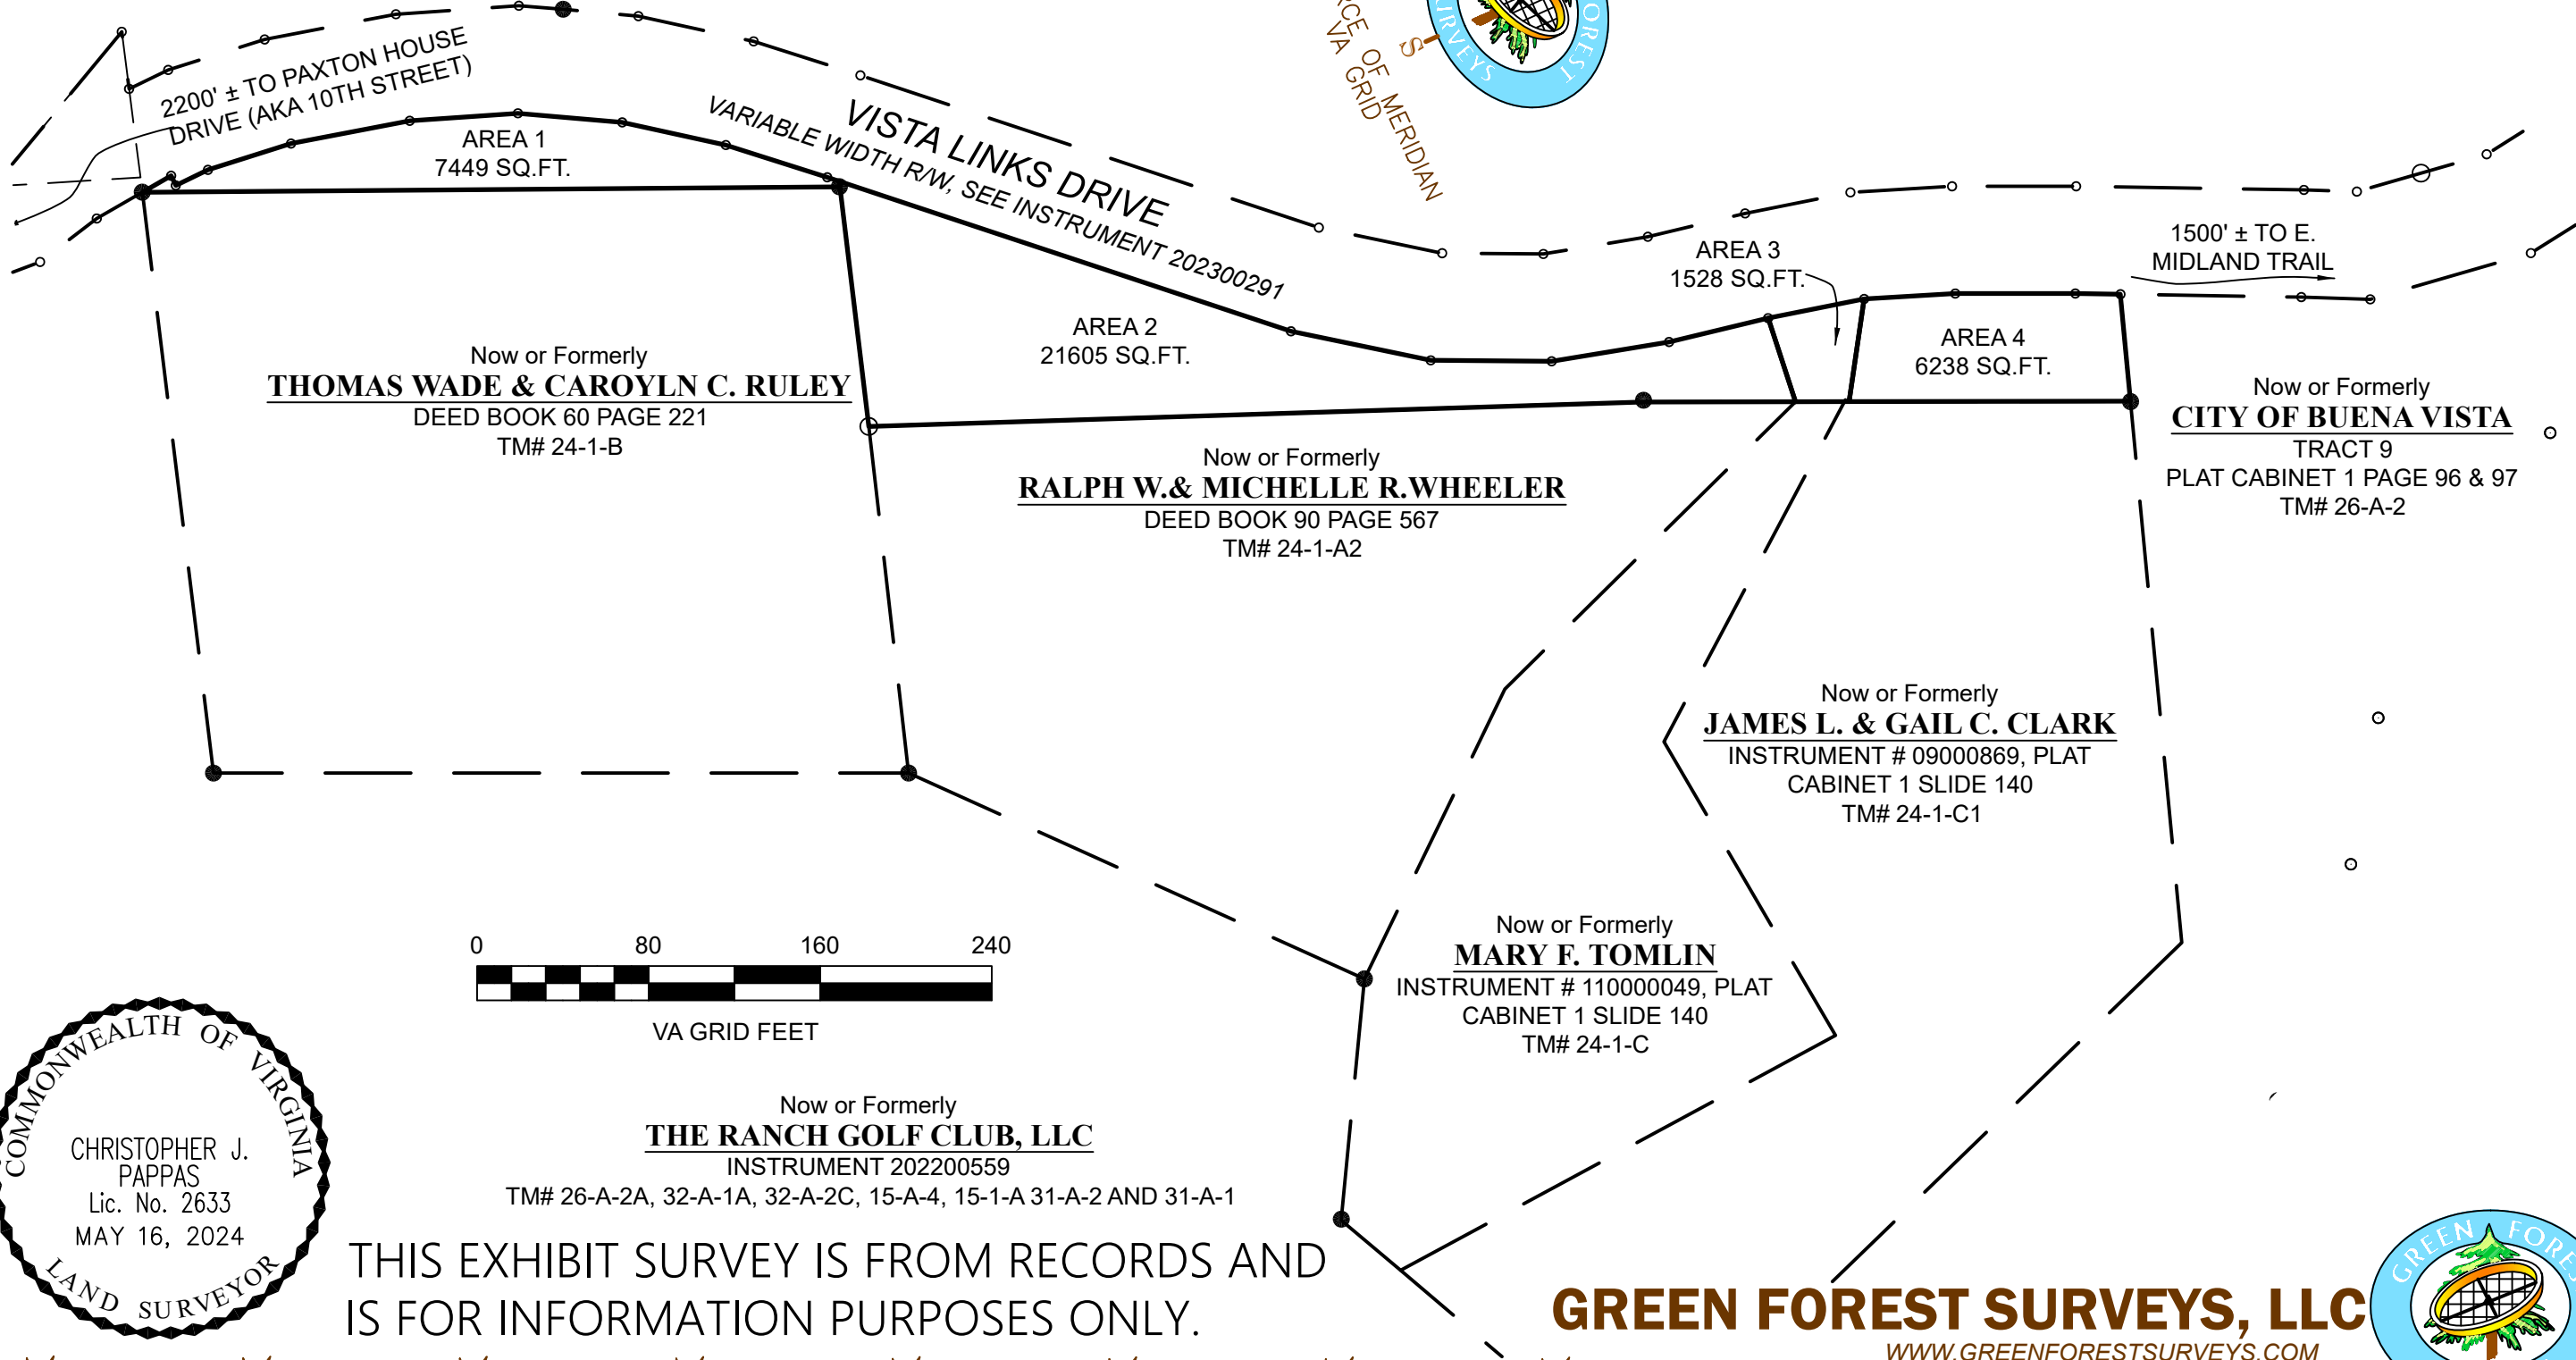 2200' ± TO PAXTON HOUSE
DRIVE (AKA 10TH STREET)
AREA 1
7449 SQ.FT.
VISTA LINKS DRIVE
VARIABLE WIDTH R/W, SEE INSTRUMENT 202300291
OF MERIDIAN
VA GRID
S
FOREST
AREA 2
21605 SQ.FT.
AREA 3
1528 SQ.FT.
AREA 4
6238 SQ.FT.
1500' ± TO E.
MIDLAND TRAIL
Now or Formerly
THOMAS WADE & CAROYLN C. RULEY
DEED BOOK 60 PAGE 221
TM# 24-1-B
Now or Formerly
RALPH W.& MICHELLE R.WHEELER
DEED BOOK 90 PAGE 567
TM# 24-1-A2
Now or Formerly
CITY OF BUENA VISTA
TRACT 9
PLAT CABINET 1 PAGE 96 & 97
TM# 26-A-2
Now or Formerly
JAMES L. & GAIL C. CLARK
INSTRUMENT # 09000869, PLAT
CABINET 1 SLIDE 140
TM# 24-1-C1
Now or Formerly
MARY F. TOMLIN
INSTRUMENT # 110000049, PLAT
CABINET 1 SLIDE 140
TM# 24-1-C
0 80 160 240
VA GRID FEET
Now or Formerly
THE RANCH GOLF CLUB, LLC
INSTRUMENT 202200559
TM# 26-A-2A, 32-A-1A, 32-A-2C, 15-A-4, 15-1-A 31-A-2 AND 31-A-1
COMMONWEALTH OF VIRGINIA
CHRISTOPHER J.
PAPPAS
Lic. No. 2633
MAY 16, 2024
LAND SURVEYOR
THIS EXHIBIT SURVEY IS FROM RECORDS AND
IS FOR INFORMATION PURPOSES ONLY.
GREEN FOREST SURVEYS, LLC
WWW.GREENFORESTSURVEYS.COM
GREEN FOREST